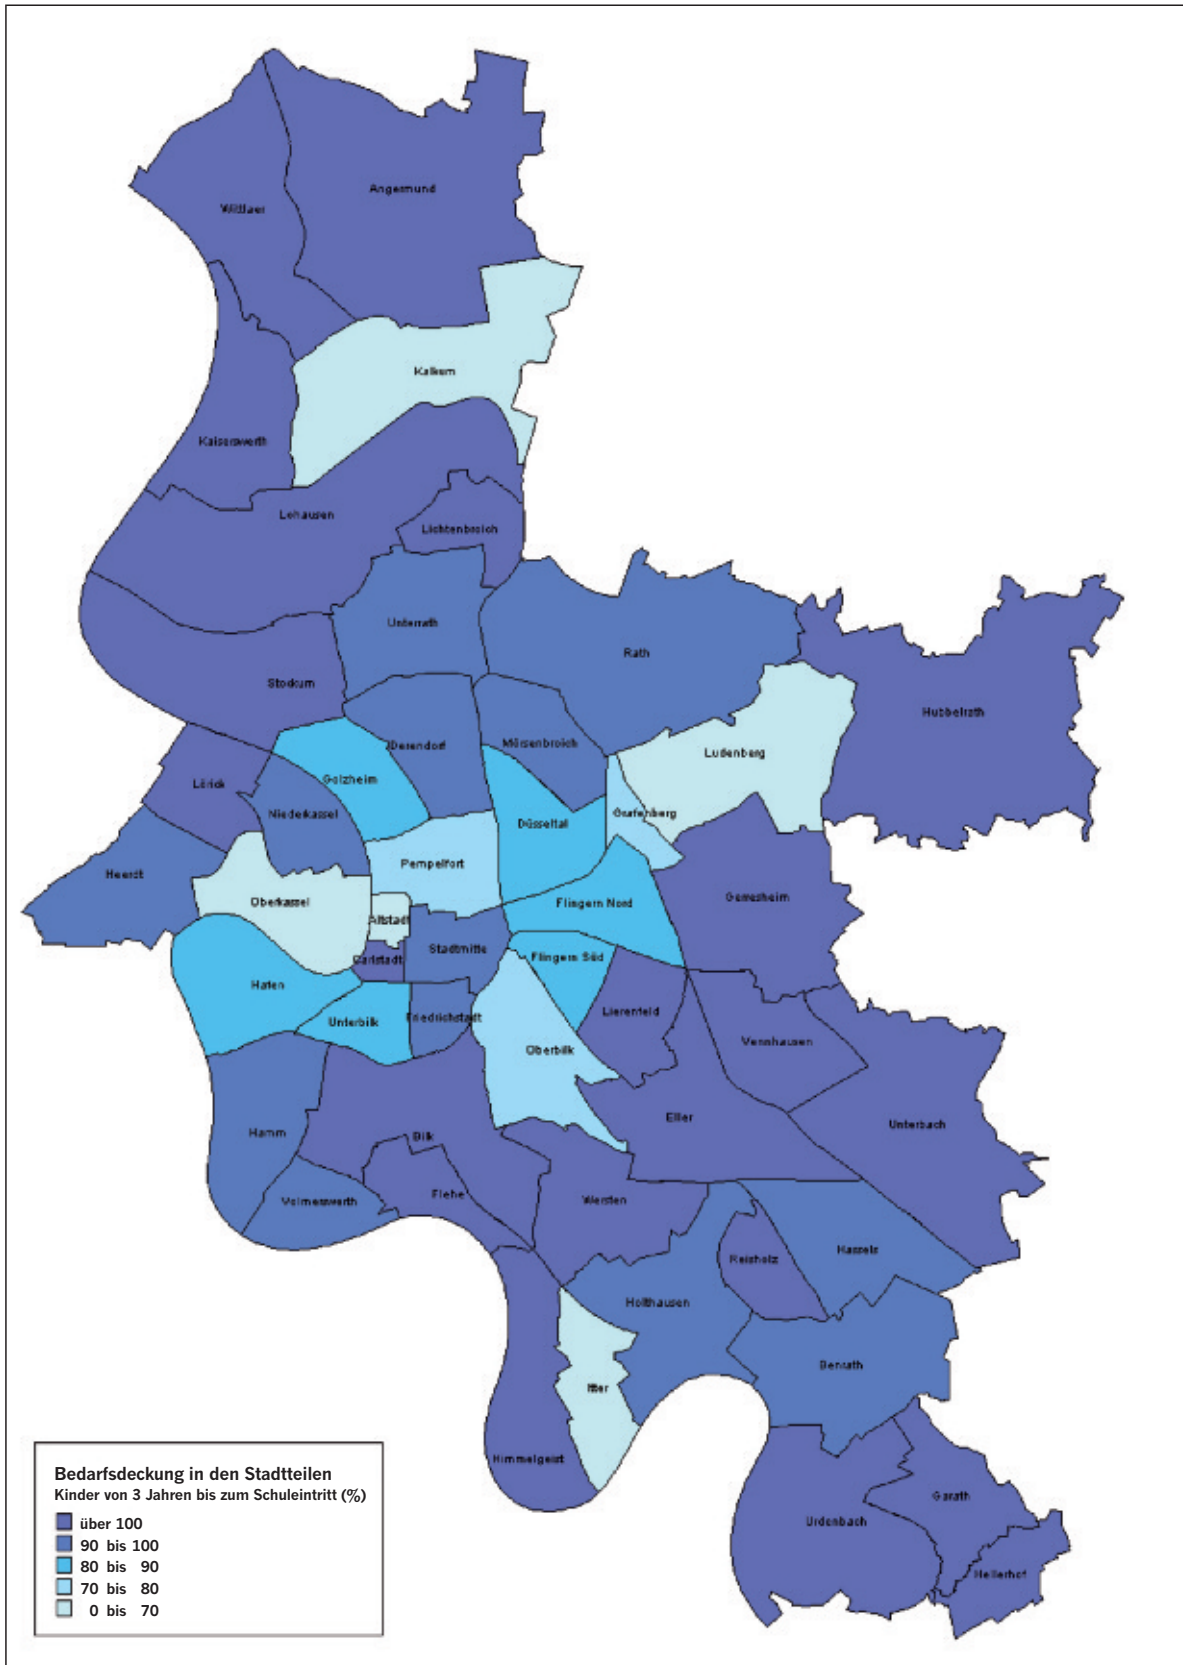 Angermund
Wittlaer
Kalkum
Kaiserswerth
Lohausen
Lichtenbroich
Unterrath
Rath
Stockum
Hubbelrath
Derendorf
Mörsenbroich
Ludenberg
Golzheim
Lörick
Niederkassel
Düsseltal
Grafenberg
Pempelfort
Heerdt
Oberkassel
Flingern Nord
Gerresheim
Altstadt
Stadtmitte
Carlstadt
Flingern Süd
Hafen
Lierenfeld
Unterbilk
Friedrichstadt
Vennhausen
Oberbilk
Eller
Unterbach
Hamm
Bilk
Flehe
Volmerswerth
Wersten
Hassels
Reisholz
Holthausen
Benrath
Itter
Himmelgeist
Garath
Urdenbach
Hellerhof
Bedarfsdeckung in den Stadtteilen
Kinder von 3 Jahren bis zum Schuleintritt (%)
über 100
90 bis 100
80 bis 90
70 bis 80
0 bis 70